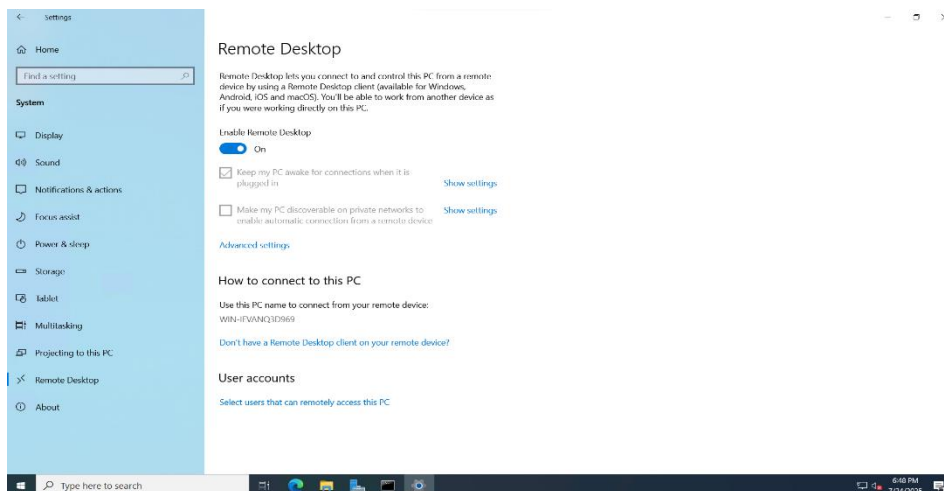 Settings
Home
Find a setting
System
Display
Sound
Notifications & actions
Focus assist
Power & sleep
Storage
Tablet
Multitasking
Projecting to this PC
Remote Desktop
About
Remote Desktop
Remote Desktop lets you connect to and control this PC from a remote
device by using a Remote Desktop client (available for Windows,
Android, iOS and macOS). You'll be able to work from another device as
if you were working directly on this PC.
Enable Remote Desktop
On
Keep my PC awake for connections when it is
plugged in
Show settings
Make my PC discoverable on private networks to
enable automatic connection from a remote device
Show settings
Advanced settings
How to connect to this PC
Use this PC name to connect from your remote device:
WIN-IFVANQ3D969
Don't have a Remote Desktop client on your remote device?
User accounts
Select users that can remotely access this PC
Type here to search
6:48 PM